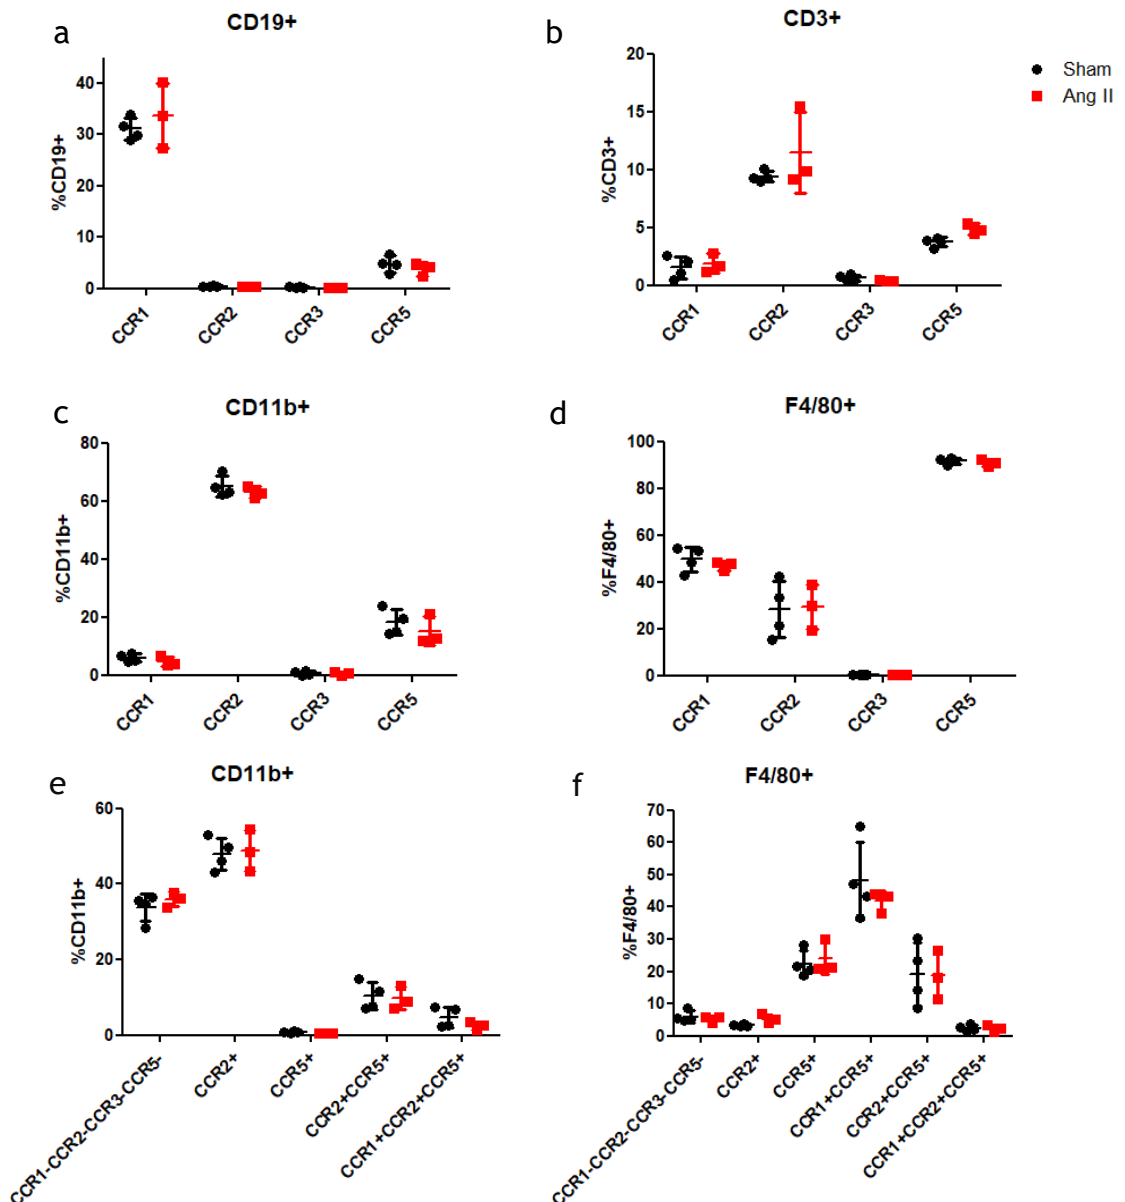 a
CD19+
%CD19+
40
30
20
10
0
CCR1
CCR2
CCR3
CCR5
b
CD3+
%CD3+
20
15
10
5
0
CCR1
CCR2
CCR3
CCR5
Sham
Ang II
c
CD11b+
%CD11b+
80
60
40
20
0
CCR1
CCR2
CCR3
CCR5
d
F4/80+
%F4/80+
100
80
60
40
20
0
CCR1
CCR2
CCR3
CCR5
e
CD11b+
%CD11b+
60
40
20
0
CCR1-CCR2-CCR3-CCR5-
CCR2+
CCR5+
CCR2+CCR5+
CCR1+CCR2+CCR5+
f
F4/80+
%F4/80+
70
60
50
40
30
20
10
0
CCR1-CCR2-CCR3-CCR5-
CCR2+
CCR5+
CCR1+CCR5+
CCR2+CCR5+
CCR1+CCR2+CCR5+